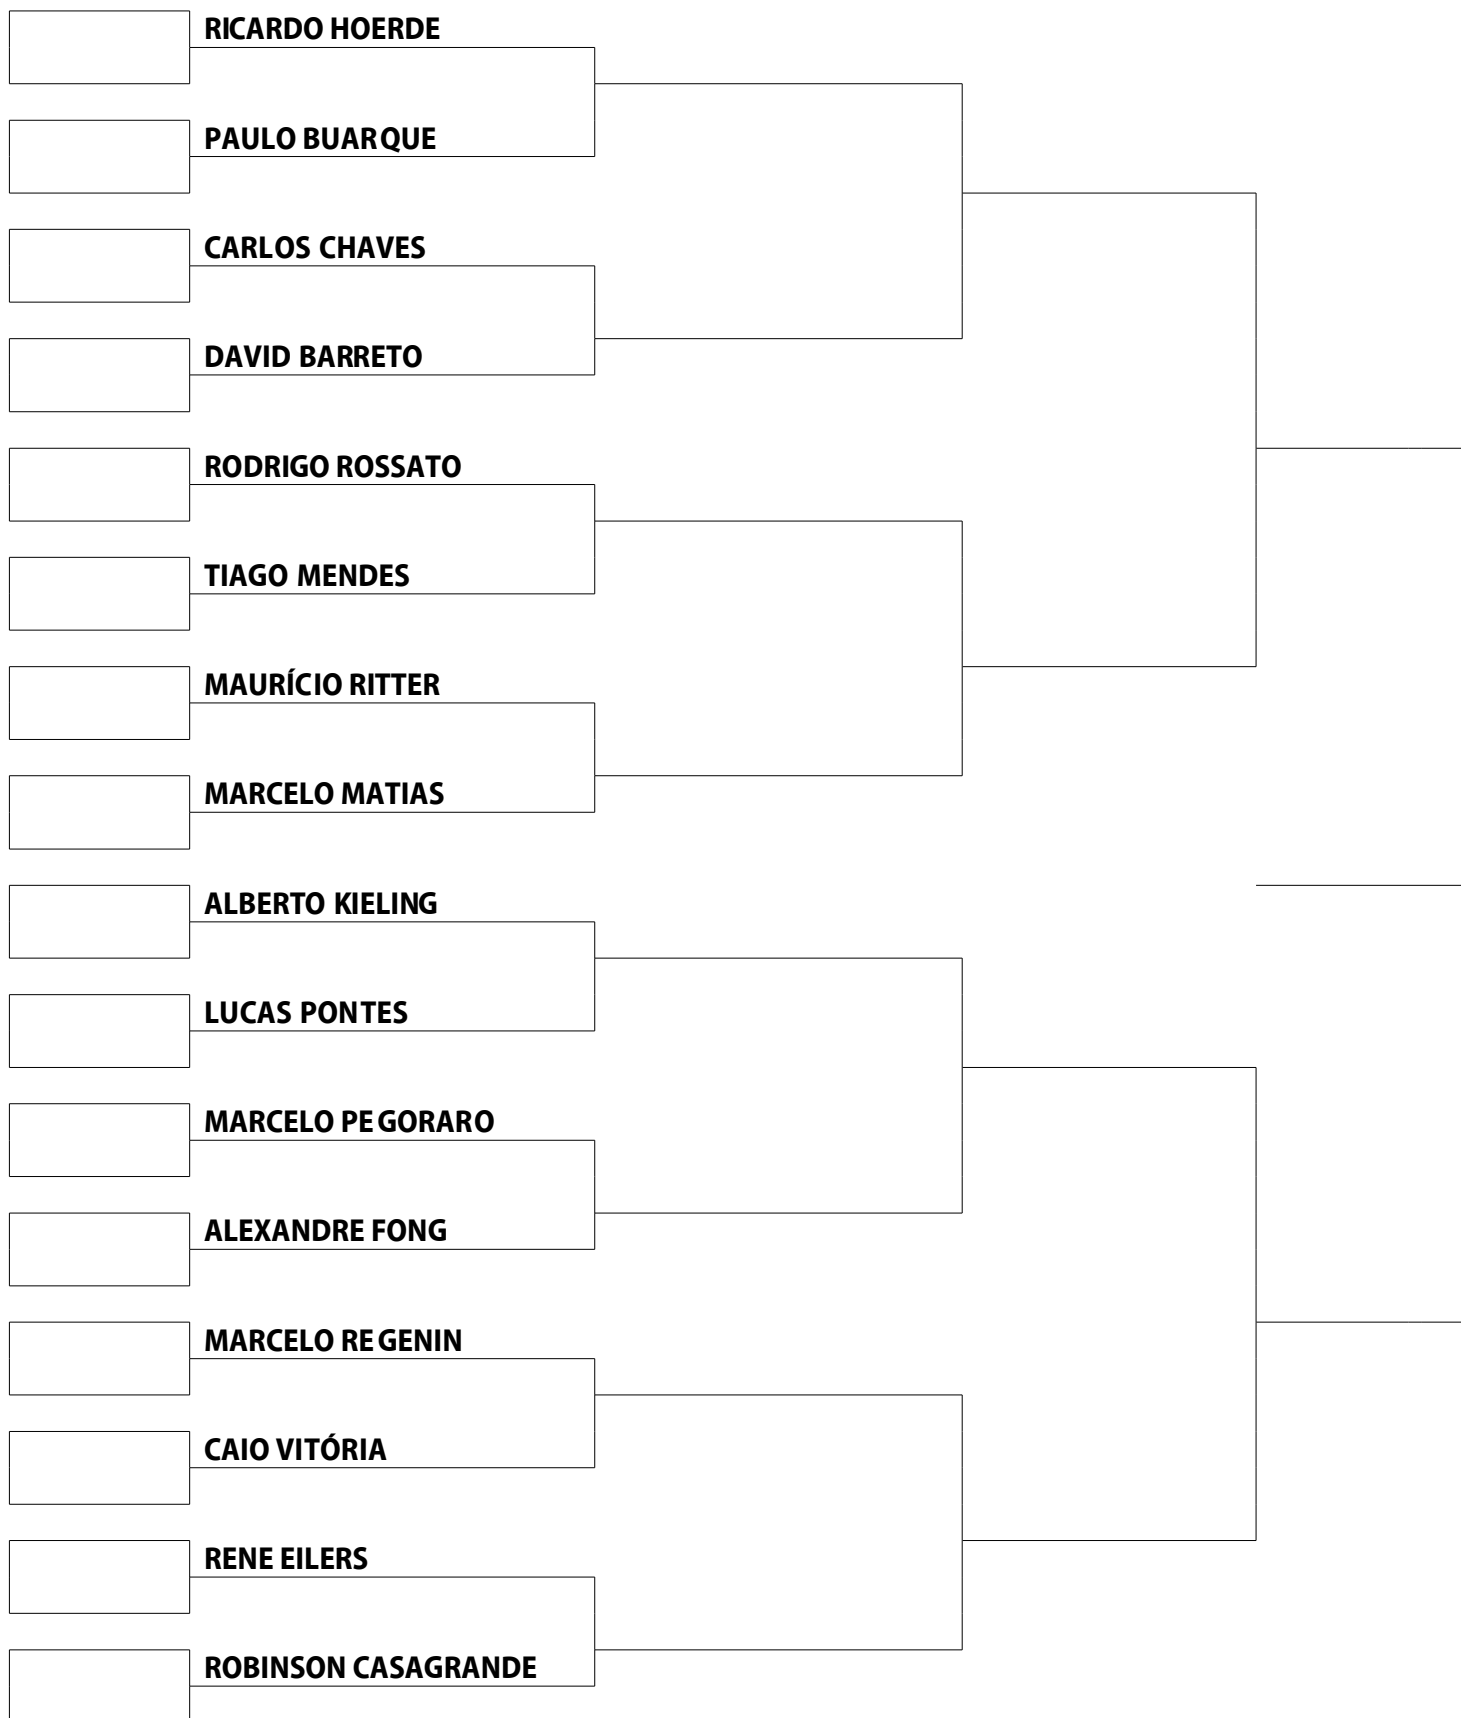 RICARDO HOERDE
PAULO BUARQUE
CARLOS CHAVES
DAVID BARRETO
RODRIGO ROSSATO
TIAGO MENDES
MAURÍCIO RITTER
MARCELO MATIAS
ALBERTO KIELING
LUCAS PONTES
MARCELO PEGORARO
ALEXANDRE FONG
MARCELO REGENIN
CAIO VITÓRIA
RENE EILERS
ROBINSON CASAGRANDE